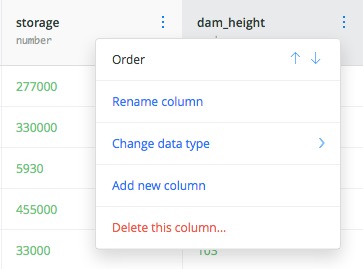 storage
dam_height
number
Order
277000
Rename column
330000
Change data type
5930
Add new column
455000
Delete this column...
33000
103